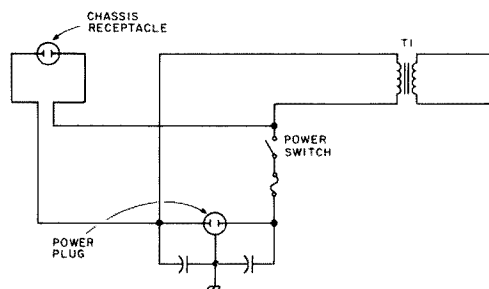 CHASSIS
RECEPTACLE
T1
POWER
SWITCH
POWER
PLUG